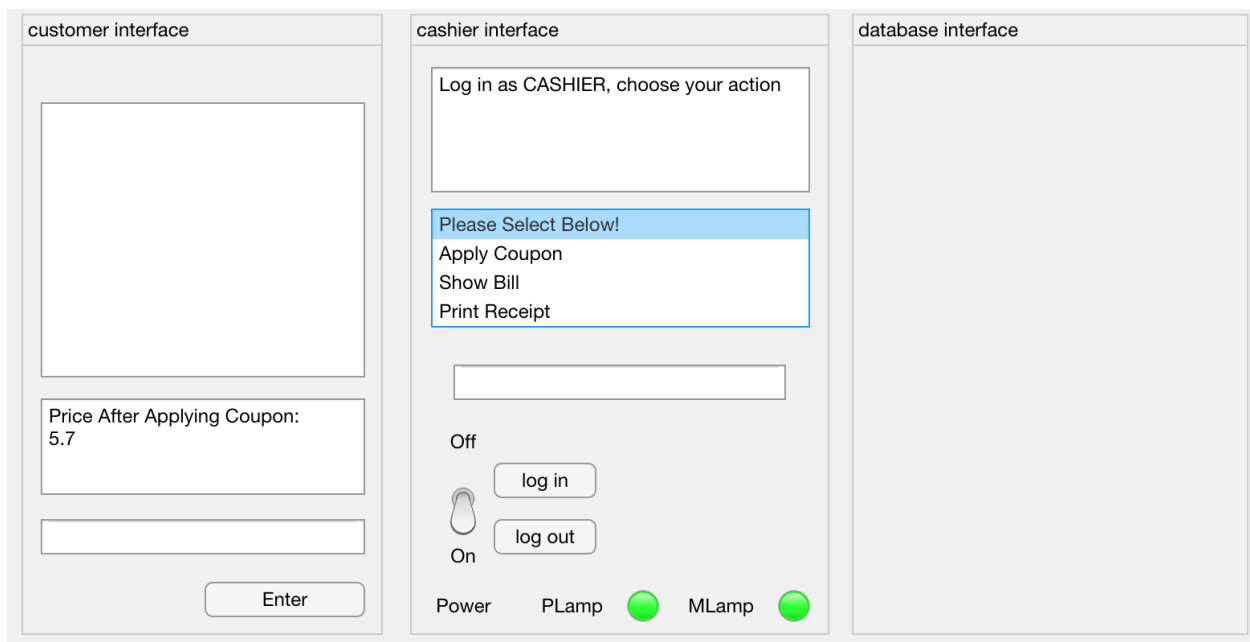 customer interface
Price After Applying Coupon:
5.7
Enter
cashier interface
Log in as CASHIER, choose your action
Please Select Below!
Apply Coupon
Show Bill
Print Receipt
Off
log in
log out
On
Power PLamp MLamp
database interface